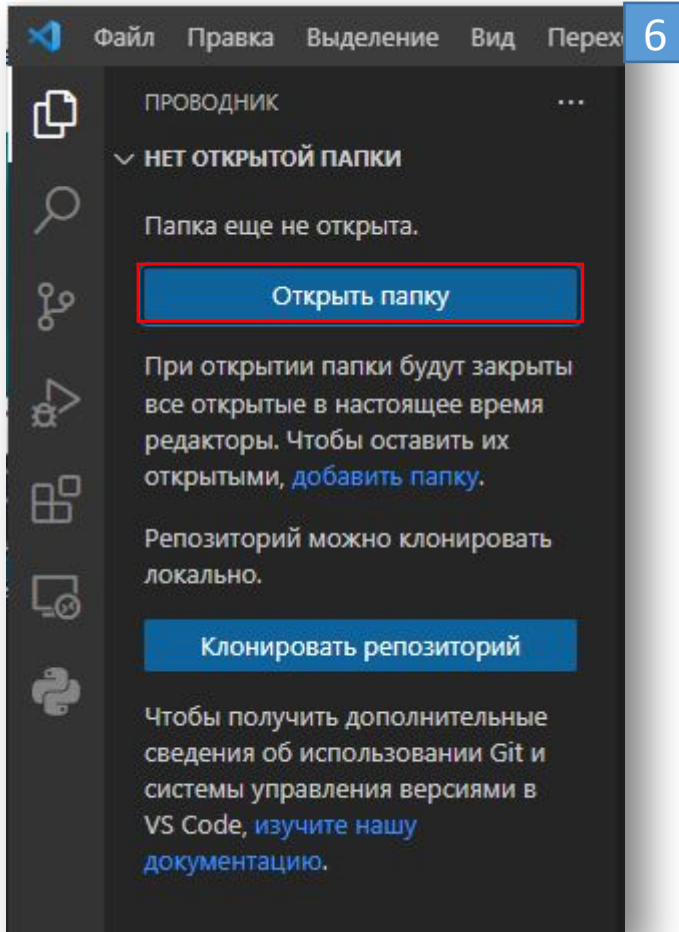 Файл Правка Выделение Вид
6
ПРОВОДНИК
НЕТ ОТКРЫТОЙ ПАПКИ
Папка еще не открыта.
Открыть папку
При открытии папки будут закрыты
все открытые в настоящее время
редакторы. Чтобы оставить их
открытыми, добавить папку.
Репозиторий можно клонировать
локально.
Клонировать репозиторий
Чтобы получить дополнительные
сведения об использовании Git и
системы управления версиями в
VS Code, изучите нашу
документацию.